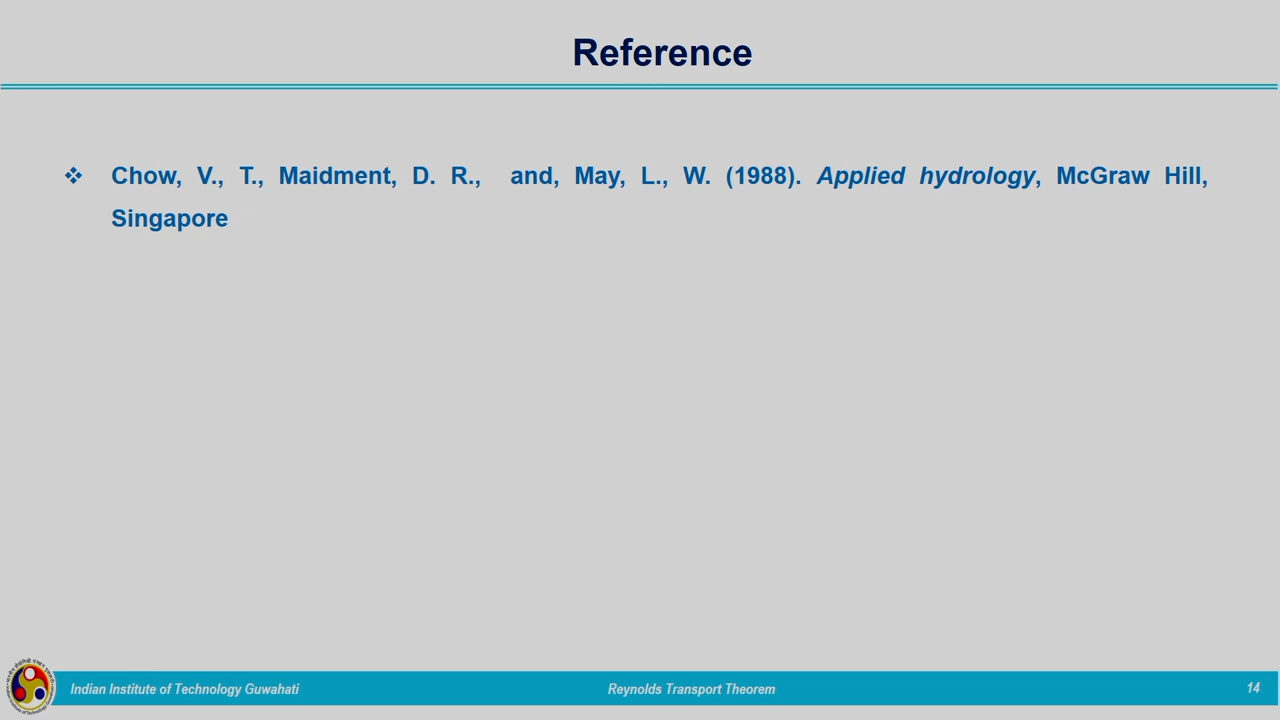 Reference
❖ Chow, V., T., Maidment, D. R., and, May, L., W. (1988). Applied hydrology, McGraw Hill,
Singapore
Indian Institute of Technology Guwahati
Reynolds Transport Theorem
14